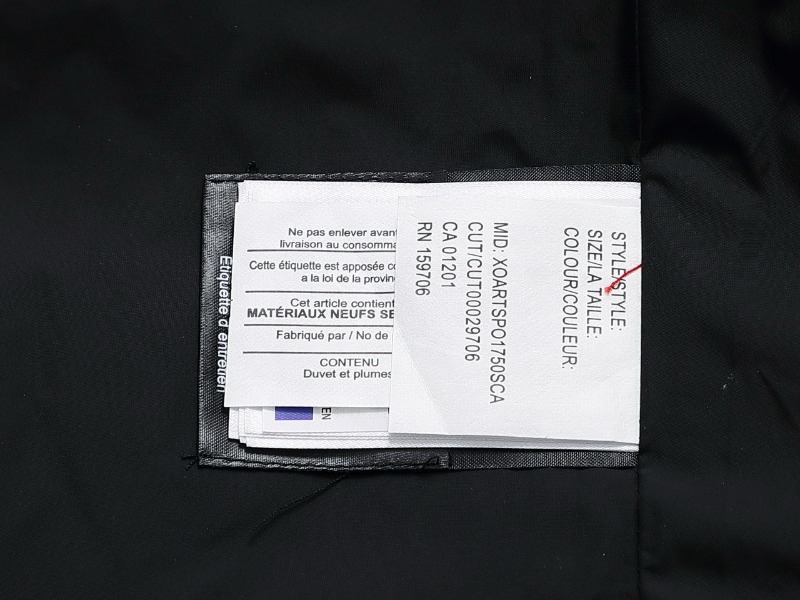 Etiquette d'entretien
Ne pas enlever avant
livraison au consomma
Cette étiquette est apposée co
a la loi de la provin
Cet article contient
MATÉRIAUX NEUFS SE
Fabriqué par / No de
CONTENU
Duvet et plumes
EN
STYLE/STYLE:
SIZE/LA TAILLE:
COLOUR/COULEUR:
MID: XOARTSPO1750SCA
CUT/CUT00029706
CA 01201
RN 159706